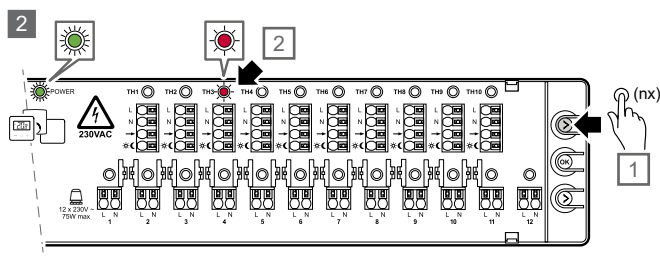 2
2
(nx)
1
POWER
TH1 TH2 TH3 TH4 TH5 TH6 TH7 TH8 TH9 TH10
L L L L L L L L L L
N N N N N N N N N N
230VAC
OK
12 x 230V ~
75W max
L N L N L N L N L N L N L N L N L N L N L N L N
1 2 3 4 5 6 7 8 9 10 11 12